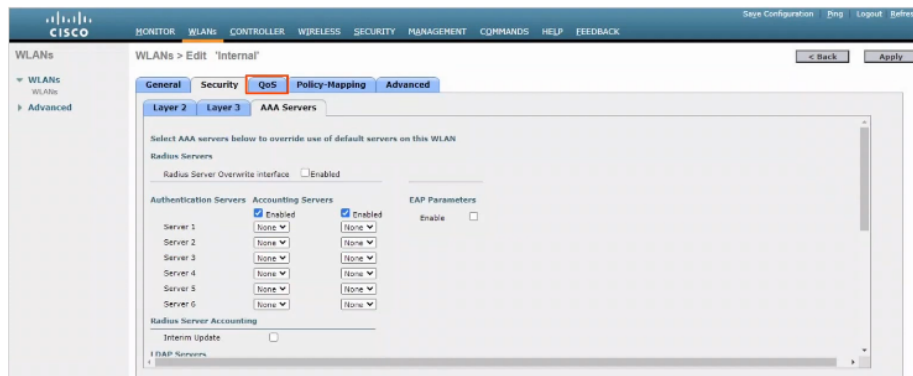 Save Configuration Ping Logout Refres
CISCO
MONITOR WLANs CONTROLLER WIRELESS SECURITY MANAGEMENT COMMANDS HELP FEEDBACK
WLANs
WLANs > Edit 'Internal'
< Back
Apply
WLANs
WLANs
Advanced
General Security QoS Policy-Mapping Advanced
Layer 2 Layer 3 AAA Servers
Select AAA servers below to override use of default servers on this WLAN
Radius Servers
Radius Server Overwrite interface Enabled
Authentication Servers Accounting Servers EAP Parameters
Enabled Enabled Enable
Server 1 None None
Server 2 None None
Server 3 None None
Server 4 None None
Server 5 None None
Server 6 None None
Radius Server Accounting
Interim Update
LDAP Servers